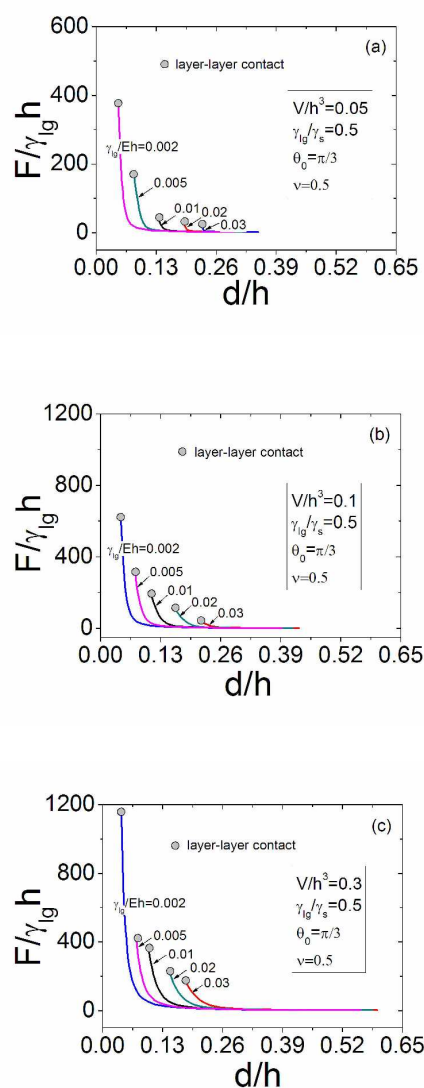 (a)
layer-layer contact
V/h³=0.05
γlg/γs=0.5
θ0=π/3
ν=0.5
γlg/Eh=0.002
0.005
0.01
0.02
0.03
F/γlgh
600
400
200
0
0.00 0.13 0.26 0.39 0.52 0.65
d/h
(b)
layer-layer contact
V/h³=0.1
γlg/γs=0.5
θ0=π/3
ν=0.5
γlg/Eh=0.002
0.005
0.01
0.02
0.03
F/γlgh
1200
800
400
0
0.00 0.13 0.26 0.39 0.52 0.65
d/h
(c)
layer-layer contact
V/h³=0.3
γlg/γs=0.5
θ0=π/3
ν=0.5
γlg/Eh=0.002
0.005
0.01
0.02
0.03
F/γlgh
1200
800
400
0
0.00 0.13 0.26 0.39 0.52 0.65
d/h